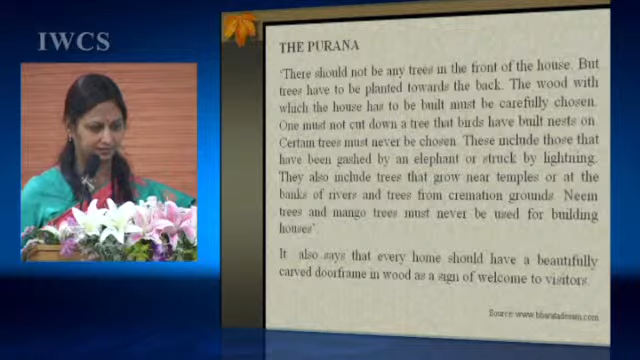 IWCS
THE PURANA
'There should not be any trees in the front of the house. But
trees have to be planted towards the back. The wood with
which the house has to be built must be carefully chosen.
One must not cut down a tree that birds have built nests on.
Certain trees must never be chosen. These include those that
have been gashed by an elephant or struck by lightning.
They also include trees that grow near temples or at the
banks of rivers and trees from cremation grounds. Neem
trees and mango trees must never be used for building
houses'.
It also says that every home should have a beautifully
carved doorframe in wood as a sign of welcome to visitors.
Source: www.bharatadesam.com